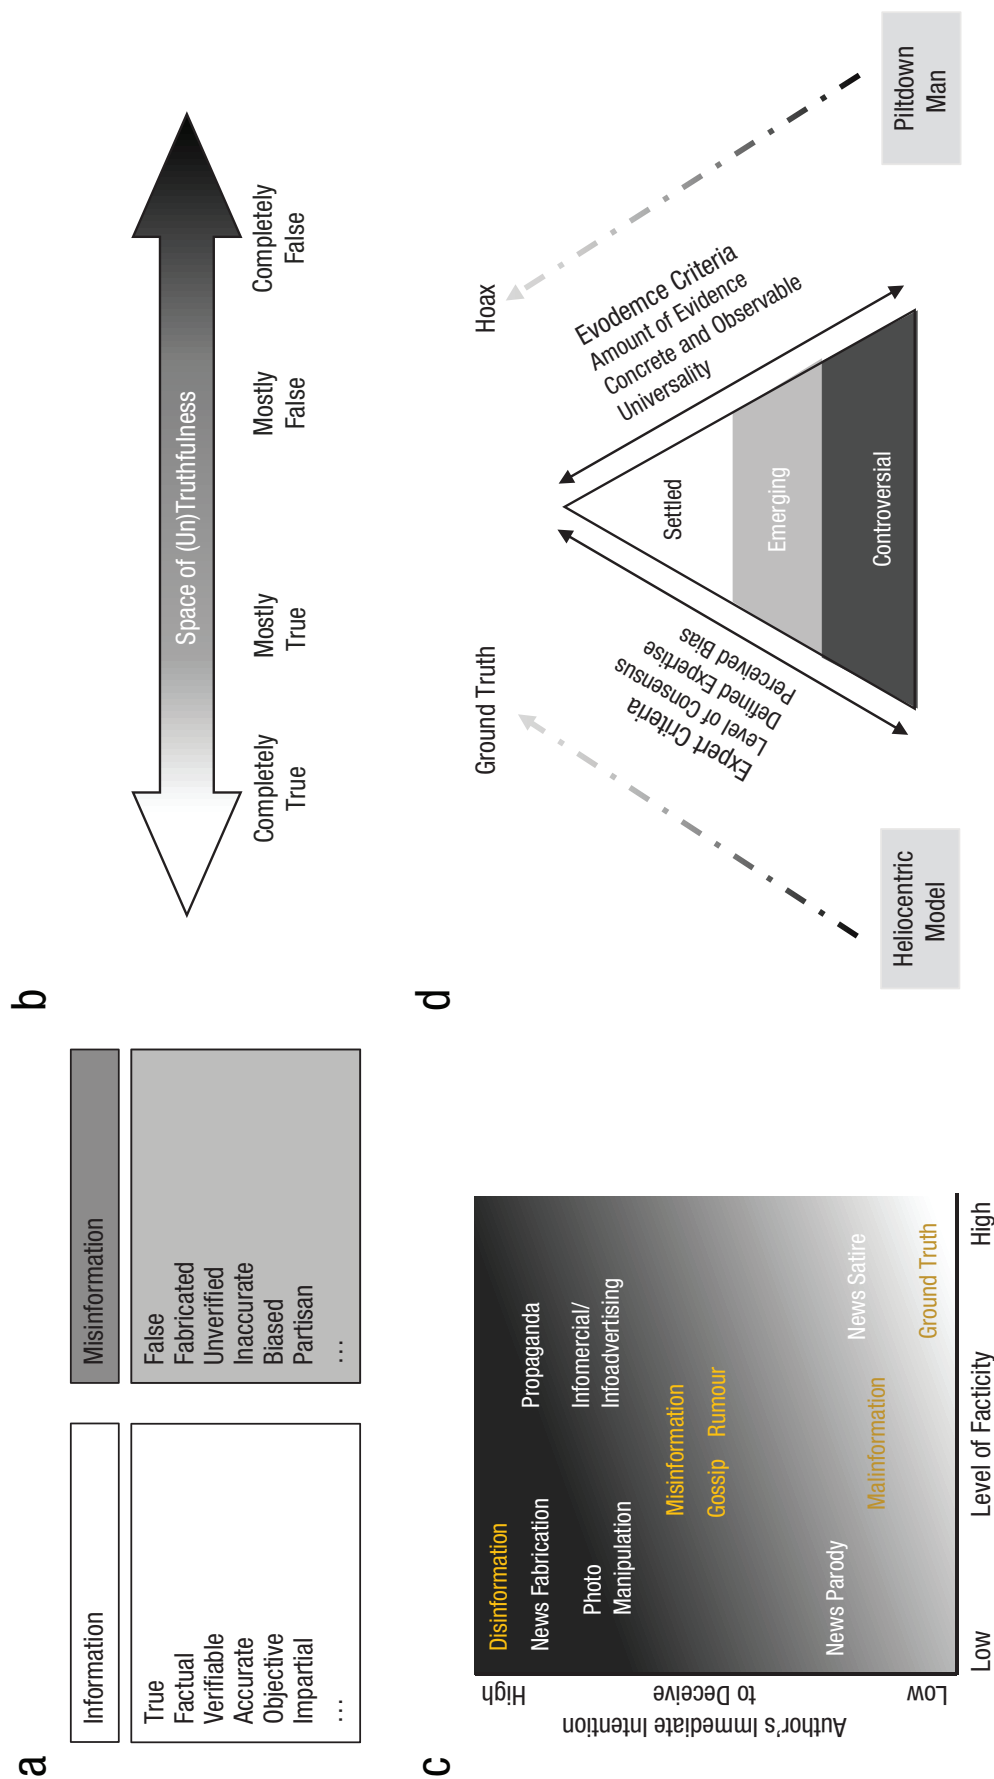 a
Information
True
Factual
Verifiable
Accurate
Objective
Impartial
...
Misinformation
False
Fabricated
Unverified
Inaccurate
Biased
Partisan
...
b
Space of (Un)Truthfulness
Completely
True
Mostly
True
Mostly
False
Completely
False
c
Author's Immediate Intention
to Deceive
High
Low
Disinformation
News Fabrication
Propaganda
Photo
Manipulation
Infomercial/
Infoadvertising
Misinformation
Gossip Rumour
News Parody
News Satire
Malinformation
Ground Truth
Low
Level of Facticity
High
d
Ground Truth
Hoax
Expert Criteria
Level of Consensus
Defined Expertise
Perceived Bias
Evodemce Criteria
Amount of Evidence
Concrete and Observable
Universality
Settled
Emerging
Controversial
Heliocentric
Model
Piltdown
Man